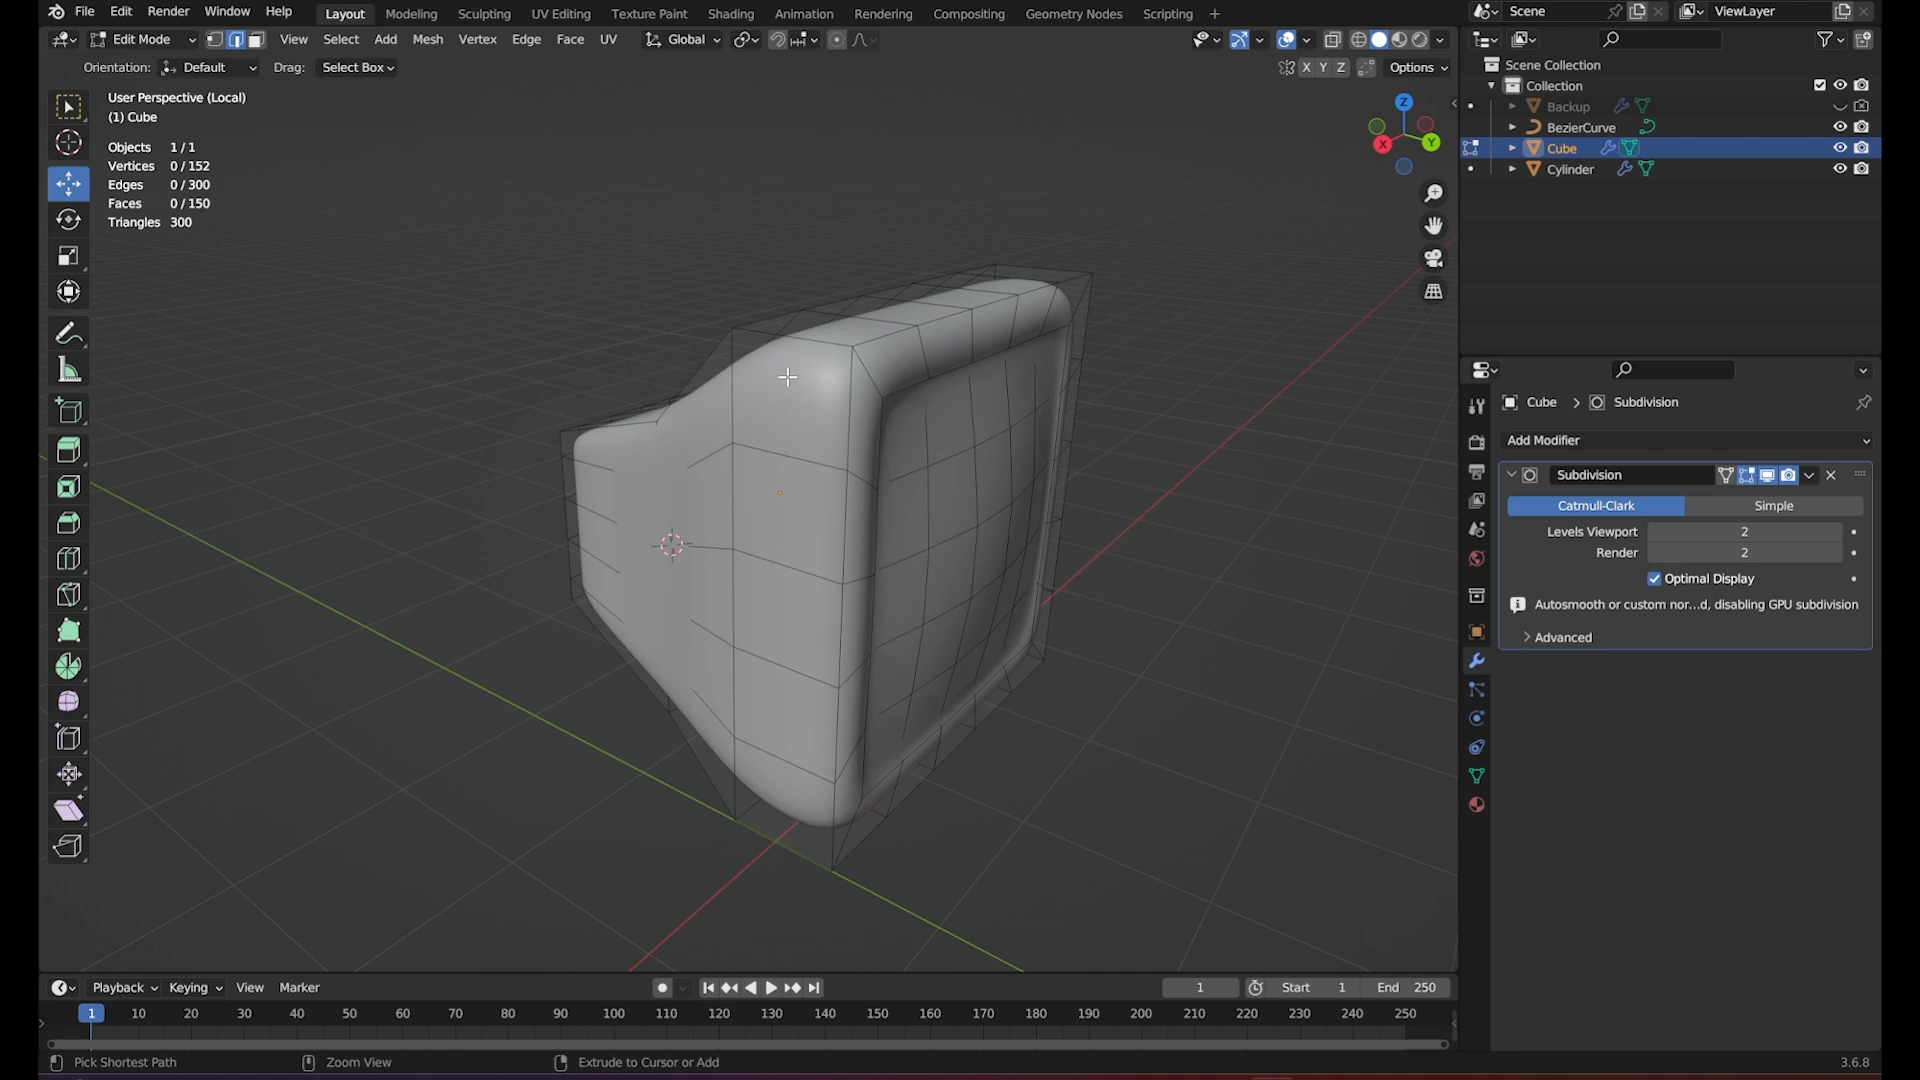 File Edit Render Window Help Layout Modeling Sculpting UV Editing Texture Paint Shading Animation Rendering Compositing Geometry Nodes Scripting + Scene ViewLayer
Edit Mode View Select Add Mesh Vertex Edge Face UV Global
Orientation: Default Drag: Select Box X Y Z Options
User Perspective (Local)
(1) Cube
Objects 1 / 1
Vertices 0 / 152
Edges 0 / 300
Faces 0 / 150
Triangles 300
Z
X
Y
Scene Collection
Collection
Backup
BezierCurve
Cube
Cylinder
Cube > Subdivision
Add Modifier
Subdivision
Catmull-Clark Simple
Levels Viewport 2
Render 2
Optimal Display
Autosmooth or custom nor...d, disabling GPU subdivision
Advanced
Playback Keying View Marker 1 Start 1 End 250
1 10 20 30 40 50 60 70 80 90 100 110 120 130 140 150 160 170 180 190 200 210 220 230 240 250
Pick Shortest Path Zoom View Extrude to Cursor or Add 3.6.8